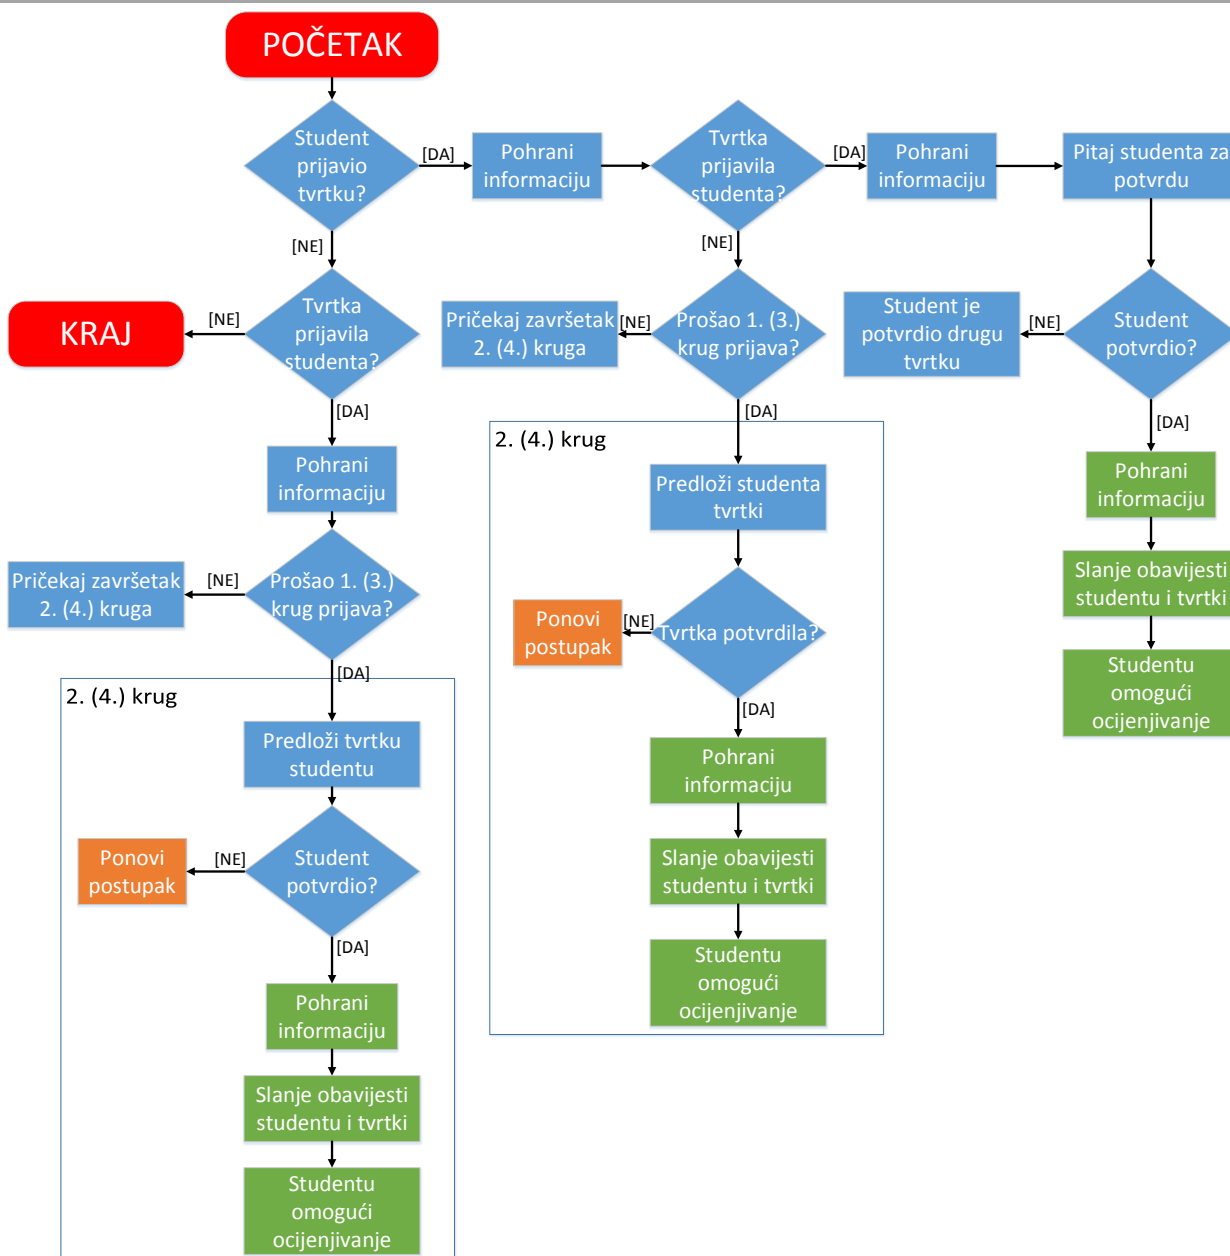 POČETAK
Student
prijavio
tvrtku?
[DA]
Pohrani
informaciju
Tvrtka
prijavila
studenta?
[DA]
Pohrani
informaciju
Pitaj studenta za
potvrdu
[NE]
[NE]
KRAJ
[NE]
Tvrtka
prijavila
studenta?
Pričekaj završetak
2. (4.) kruga
[NE]
Prošao 1. (3.)
krug prijava?
Student je
potvrdio drugu
tvrtku
[NE]
Student
potvrdio?
[DA]
[DA]
[DA]
2. (4.) krug
Pohrani
informaciju
Predloži studenta
tvrtki
Pohrani
informaciju
Pričekaj završetak
2. (4.) kruga
[NE]
Prošao 1. (3.)
krug prijava?
Ponovi
postupak
[NE]
Tvrtka potvrdila?
Slanje obavijesti
studentu i tvrtki
[DA]
2. (4.) krug
[DA]
Studentu
omogući
ocijenjivanje
Predloži tvrtku
studentu
Pohrani
informaciju
Ponovi
postupak
[NE]
Student
potvrdio?
Slanje obavijesti
studentu i tvrtki
[DA]
Studentu
omogući
ocijenjivanje
Pohrani
informaciju
Slanje obavijesti
studentu i tvrtki
Studentu
omogući
ocijenjivanje